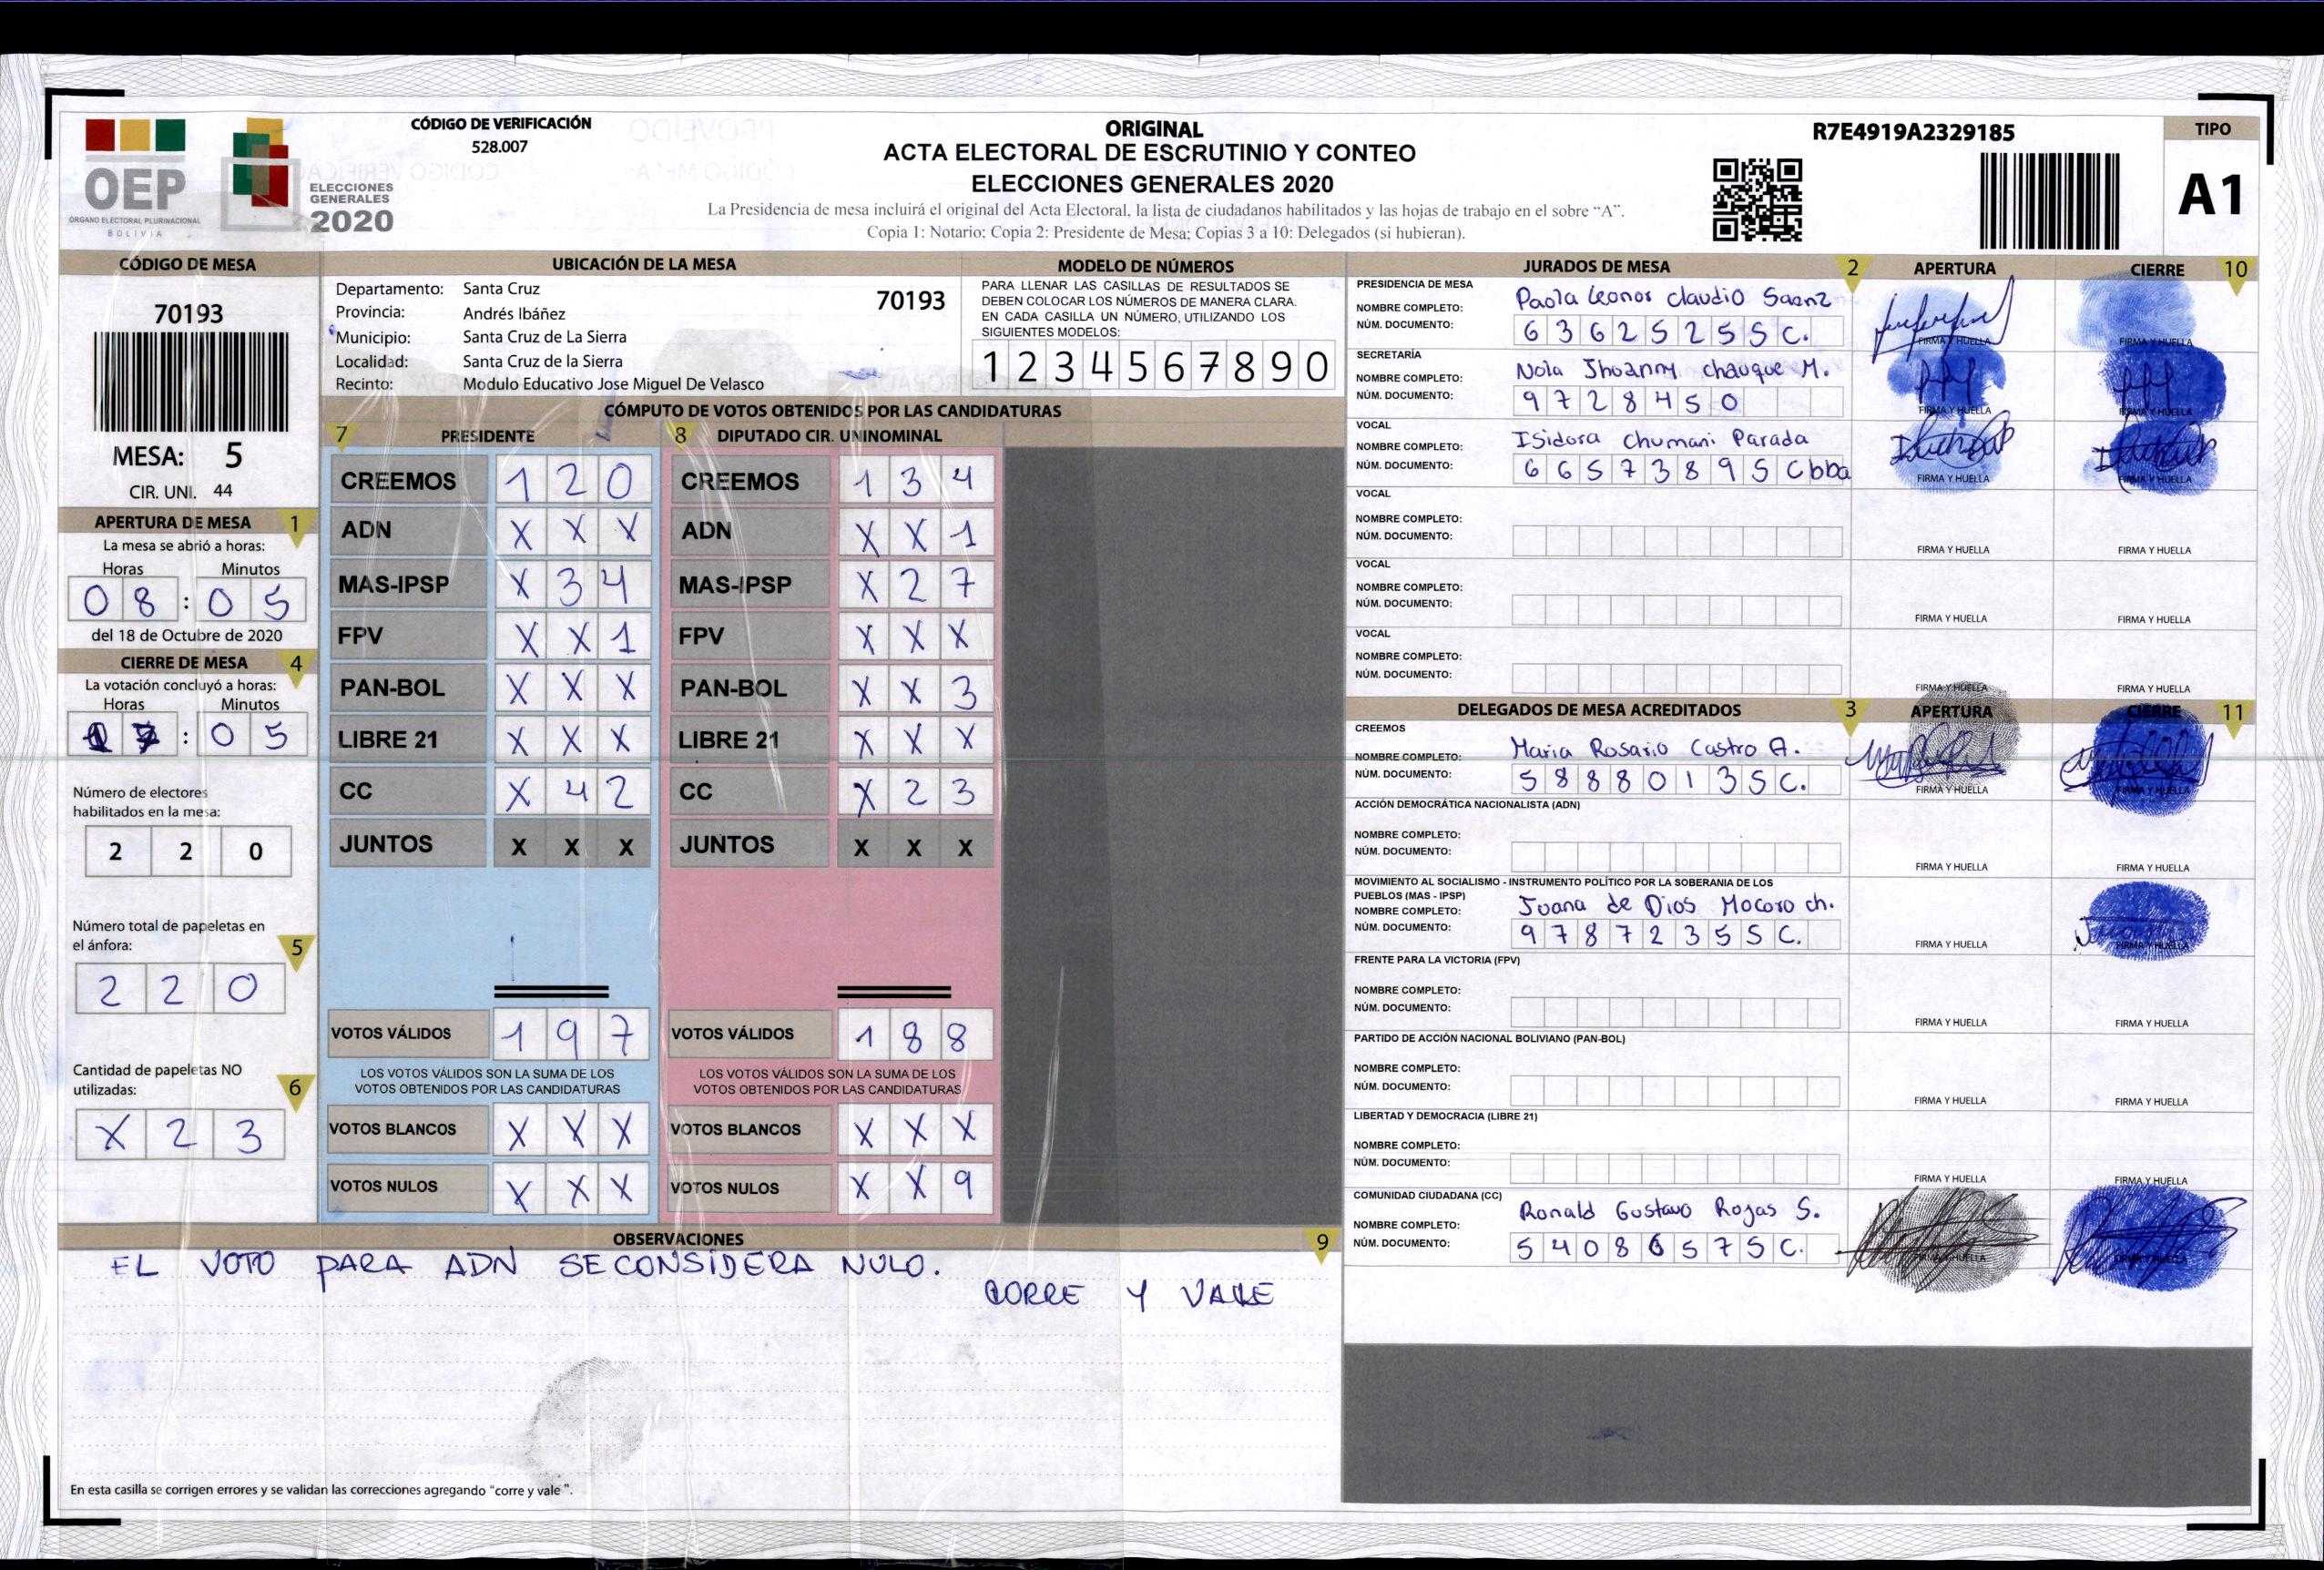 OEP
ÓRGANO ELECTORAL PLURINACIONAL
BOLIVIA
ELECCIONES
GENERALES
2020
CÓDIGO DE VERIFICACIÓN
528.007
ORIGINAL
ACTA ELECTORAL DE ESCRUTINIO Y CONTEO
ELECCIONES GENERALES 2020
La Presidencia de mesa incluirá el original del Acta Electoral, la lista de ciudadanos habilitados y las hojas de trabajo en el sobre “A”.
Copia 1: Notario; Copia 2: Presidente de Mesa; Copias 3 a 10: Delegados (si hubieran).
R7E4919A2329185
TIPO
A1
CÓDIGO DE MESA
70193
MESA: 5
CIR. UNI. 44
APERTURA DE MESA 1
La mesa se abrió a horas:
Horas Minutos
08 : 05
del 18 de Octubre de 2020
CIERRE DE MESA 4
La votación concluyó a horas:
Horas Minutos
17 : 05
Número de electores
habilitados en la mesa:
2 2 0
Número total de papeletas en
el ánfora: 5
2 2 0
Cantidad de papeletas NO
utilizadas: 6
X 2 3
UBICACIÓN DE LA MESA
Departamento: Santa Cruz
70193
Provincia: Andrés Ibáñez
Municipio: Santa Cruz de La Sierra
Localidad: Santa Cruz de la Sierra
Recinto: Modulo Educativo Jose Miguel De Velasco
MODELO DE NÚMEROS
PARA LLENAR LAS CASILLAS DE RESULTADOS SE
DEBEN COLOCAR LOS NÚMEROS DE MANERA CLARA.
EN CADA CASILLA UN NÚMERO, UTILIZANDO LOS
SIGUIENTES MODELOS:
1 2 3 4 5 6 7 8 9 0
CÓMPUTO DE VOTOS OBTENIDOS POR LAS CANDIDATURAS
7 PRESIDENTE
CREEMOS 1 2 0
ADN X X X
MAS-IPSP X 3 4
FPV X X 1
PAN-BOL X X X
LIBRE 21 X X X
CC X 4 2
JUNTOS X X X
VOTOS VÁLIDOS 1 9 7
LOS VOTOS VÁLIDOS SON LA SUMA DE LOS
VOTOS OBTENIDOS POR LAS CANDIDATURAS
VOTOS BLANCOS X X X
VOTOS NULOS X X X
8 DIPUTADO CIR. UNINOMINAL
CREEMOS 1 3 4
ADN X X 1
MAS-IPSP X 2 7
FPV X X X
PAN-BOL X X 3
LIBRE 21 X X X
CC X 2 3
JUNTOS X X X
VOTOS VÁLIDOS 1 8 8
LOS VOTOS VÁLIDOS SON LA SUMA DE LOS
VOTOS OBTENIDOS POR LAS CANDIDATURAS
VOTOS BLANCOS X X X
VOTOS NULOS X X 9
OBSERVACIONES 9
EL VOTO PARA ADN SE CONSIDERA NULO.
CORRE Y VALE
En esta casilla se corrigen errores y se validan las correcciones agregando “corre y vale”.
JURADOS DE MESA 2 APERTURA CIERRE 10
PRESIDENCIA DE MESA
NOMBRE COMPLETO: Paola Leonor Claudio Saenz
NÚM. DOCUMENTO: 6362525SC.
FIRMA Y HUELLA FIRMA Y HUELLA
SECRETARÍA
NOMBRE COMPLETO: Nola Jhoanny Chauque M.
NÚM. DOCUMENTO: 9728450
FIRMA Y HUELLA FIRMA Y HUELLA
VOCAL
NOMBRE COMPLETO: Isidora Chumani Parada
NÚM. DOCUMENTO: 66573895Cbba
FIRMA Y HUELLA FIRMA Y HUELLA
VOCAL
NOMBRE COMPLETO:
NÚM. DOCUMENTO:
FIRMA Y HUELLA FIRMA Y HUELLA
VOCAL
NOMBRE COMPLETO:
NÚM. DOCUMENTO:
FIRMA Y HUELLA FIRMA Y HUELLA
VOCAL
NOMBRE COMPLETO:
NÚM. DOCUMENTO:
FIRMA Y HUELLA FIRMA Y HUELLA
DELEGADOS DE MESA ACREDITADOS 3 APERTURA CIERRE 11
CREEMOS
NOMBRE COMPLETO: Maria Rosario Castro A.
NÚM. DOCUMENTO: 5888013SC.
FIRMA Y HUELLA FIRMA Y HUELLA
ACCIÓN DEMOCRÁTICA NACIONALISTA (ADN)
NOMBRE COMPLETO:
NÚM. DOCUMENTO:
FIRMA Y HUELLA FIRMA Y HUELLA
MOVIMIENTO AL SOCIALISMO - INSTRUMENTO POLÍTICO POR LA SOBERANIA DE LOS
PUEBLOS (MAS - IPSP)
NOMBRE COMPLETO: Juana de Dios Mocoro ch.
NÚM. DOCUMENTO: 9787235SC.
FIRMA Y HUELLA FIRMA Y HUELLA
FRENTE PARA LA VICTORIA (FPV)
NOMBRE COMPLETO:
NÚM. DOCUMENTO:
FIRMA Y HUELLA FIRMA Y HUELLA
PARTIDO DE ACCIÓN NACIONAL BOLIVIANO (PAN-BOL)
NOMBRE COMPLETO:
NÚM. DOCUMENTO:
FIRMA Y HUELLA FIRMA Y HUELLA
LIBERTAD Y DEMOCRACIA (LIBRE 21)
NOMBRE COMPLETO:
NÚM. DOCUMENTO:
FIRMA Y HUELLA FIRMA Y HUELLA
COMUNIDAD CIUDADANA (CC)
NOMBRE COMPLETO: Ronald Gustavo Rojas S.
NÚM. DOCUMENTO: 5408657SC.
FIRMA Y HUELLA FIRMA Y HUELLA